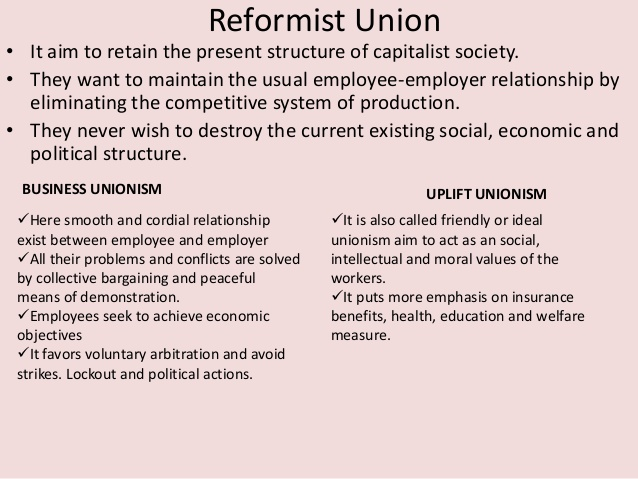 Reformist Union
• It aim to retain the present structure of capitalist society.
• They want to maintain the usual employee-employer relationship by
eliminating the competitive system of production.
• They never wish to destroy the current existing social, economic and
political structure.
BUSINESS UNIONISM
✓Here smooth and cordial relationship
exist between employee and employer
✓All their problems and conflicts are solved
by collective bargaining and peaceful
means of demonstration.
✓Employees seek to achieve economic
objectives
✓It favors voluntary arbitration and avoid
strikes. Lockout and political actions.
UPLIFT UNIONISM
✓It is also called friendly or ideal
unionism aim to act as an social,
intellectual and moral values of the
workers.
✓It puts more emphasis on insurance
benefits, health, education and welfare
measure.